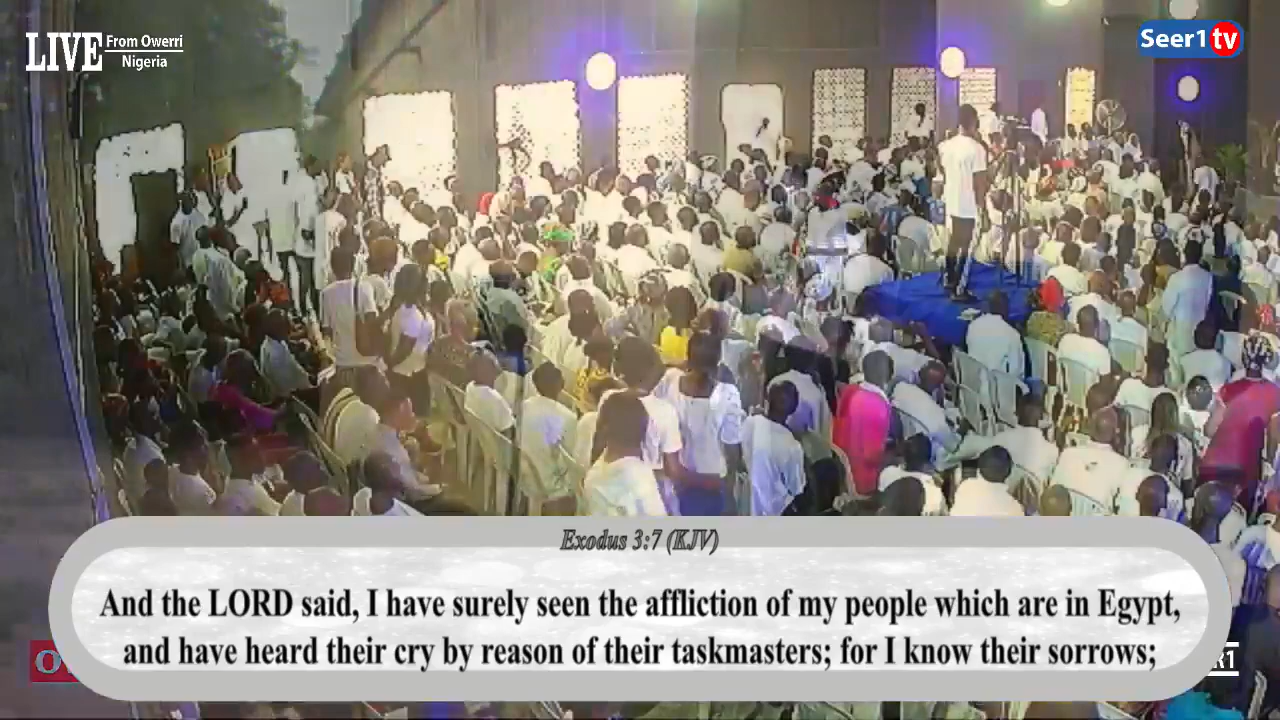 LIVE From Owerri
Nigeria
Seer1 tv
Exodus 3:7 (KJV)
And the LORD said, I have surely seen the affliction of my people which are in Egypt,
and have heard their cry by reason of their taskmasters; for I know their sorrows;